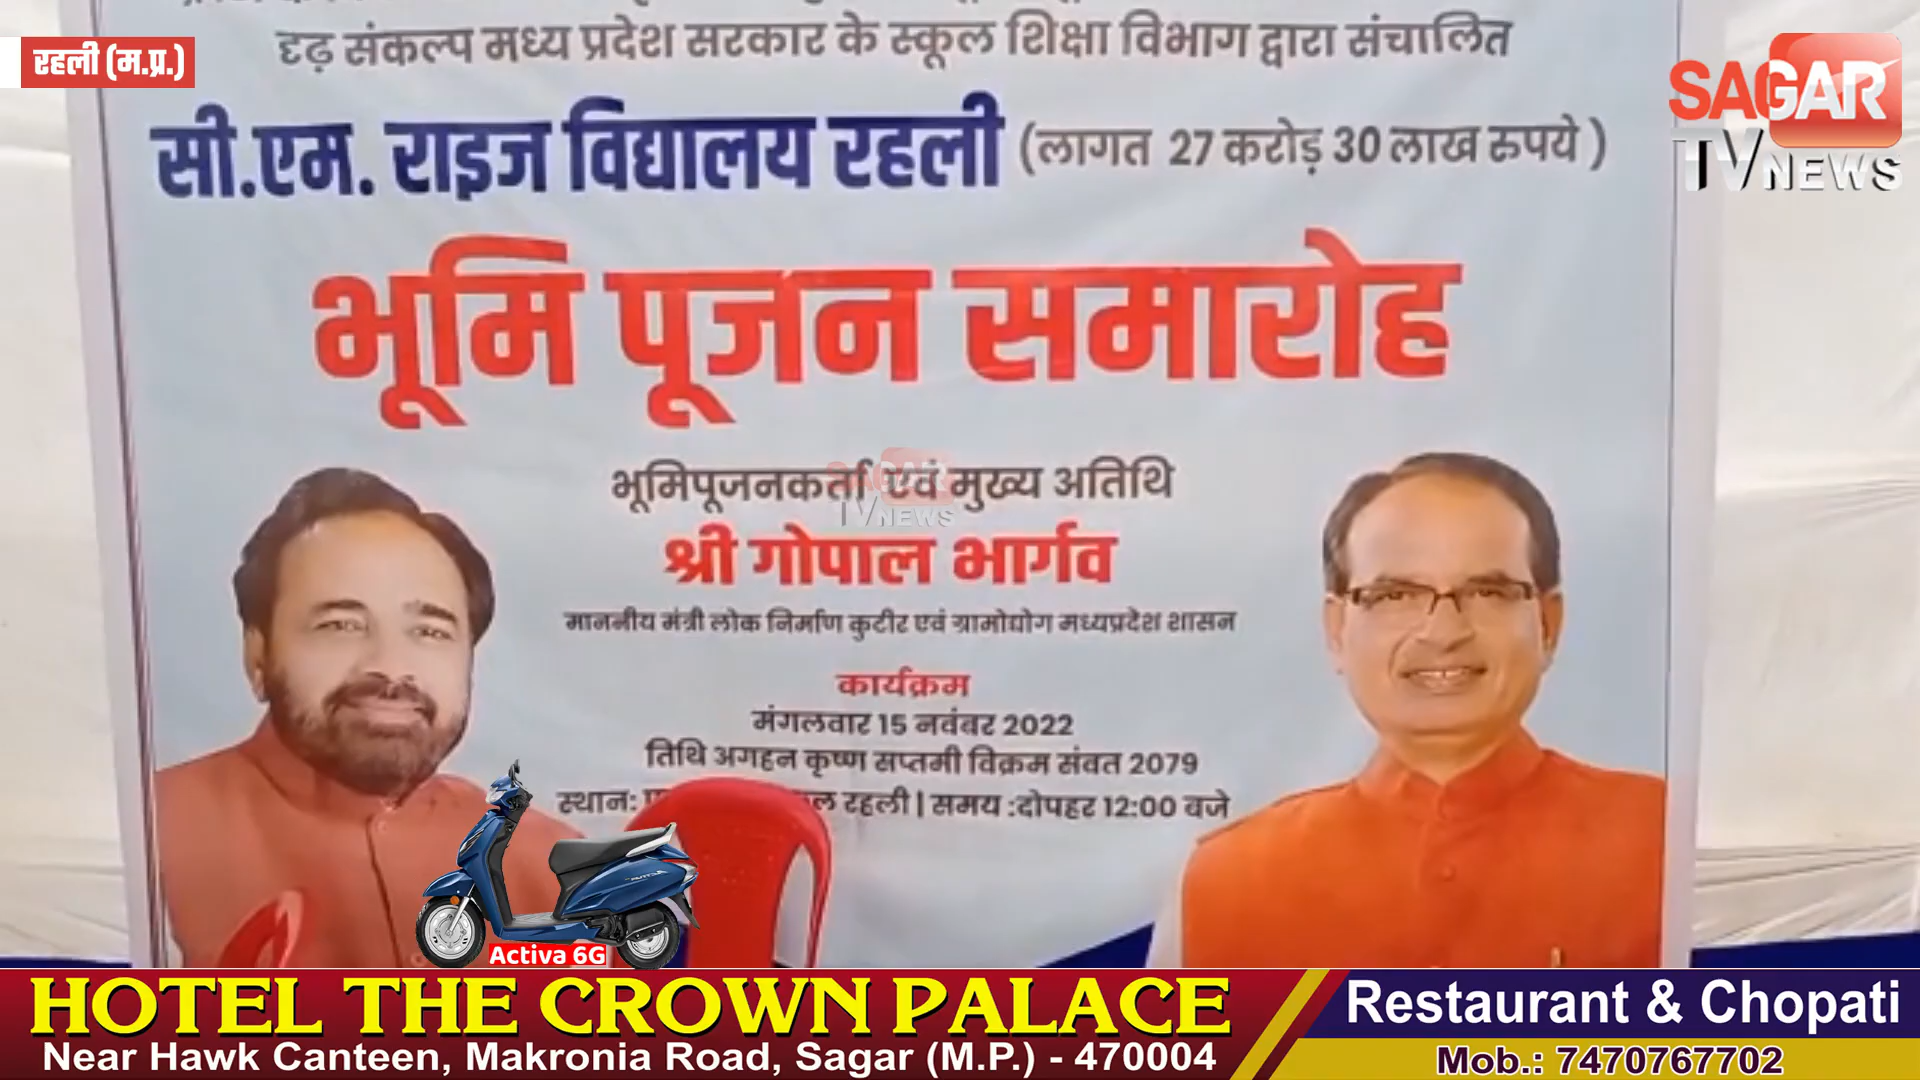 दृढ़ संकल्प मध्य प्रदेश सरकार के स्कूल शिक्षा विभाग द्वारा संचालित
रहली (म.प्र.)
SAGAR
TV NEWS
सी.एम. राइज विद्यालय रहली (लागत 27 करोड़ 30 लाख रुपये )
भूमि पूजन समारोह
भूमिपूजनकर्ता एवं मुख्य अतिथि
SAGAR
TV NEWS
श्री गोपाल भार्गव
माननीय मंत्री लोक निर्माण कुटीर एवं ग्रामोद्योग मध्यप्रदेश शासन
कार्यक्रम
मंगलवार 15 नवंबर 2022
तिथि अगहन कृष्ण सप्तमी विक्रम संवत 2079
स्थान: रहली | समय :दोपहर 12:00 बजे
Activa 6G
HOTEL THE CROWN PALACE
Near Hawk Canteen, Makronia Road, Sagar (M.P.) - 470004
Restaurant & Chopati
Mob.: 7470767702